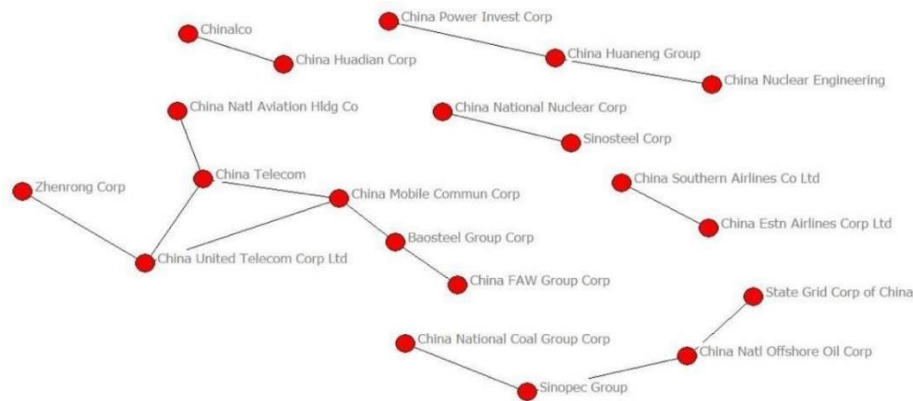 China Power Invest Corp
Chinalco
China Huaneng Group
China Huadian Corp
China Nuclear Engineering
China Natl Aviation Hldg Co
China National Nuclear Corp
Sinosteel Corp
China Telecom
China Southern Airlines Co Ltd
Zhenrong Corp
China Mobile Commun Corp
China Estn Airlines Corp Ltd
Baosteel Group Corp
China United Telecom Corp Ltd
China FAW Group Corp
State Grid Corp of China
China National Coal Group Corp
China Natl Offshore Oil Corp
Sinopec Group